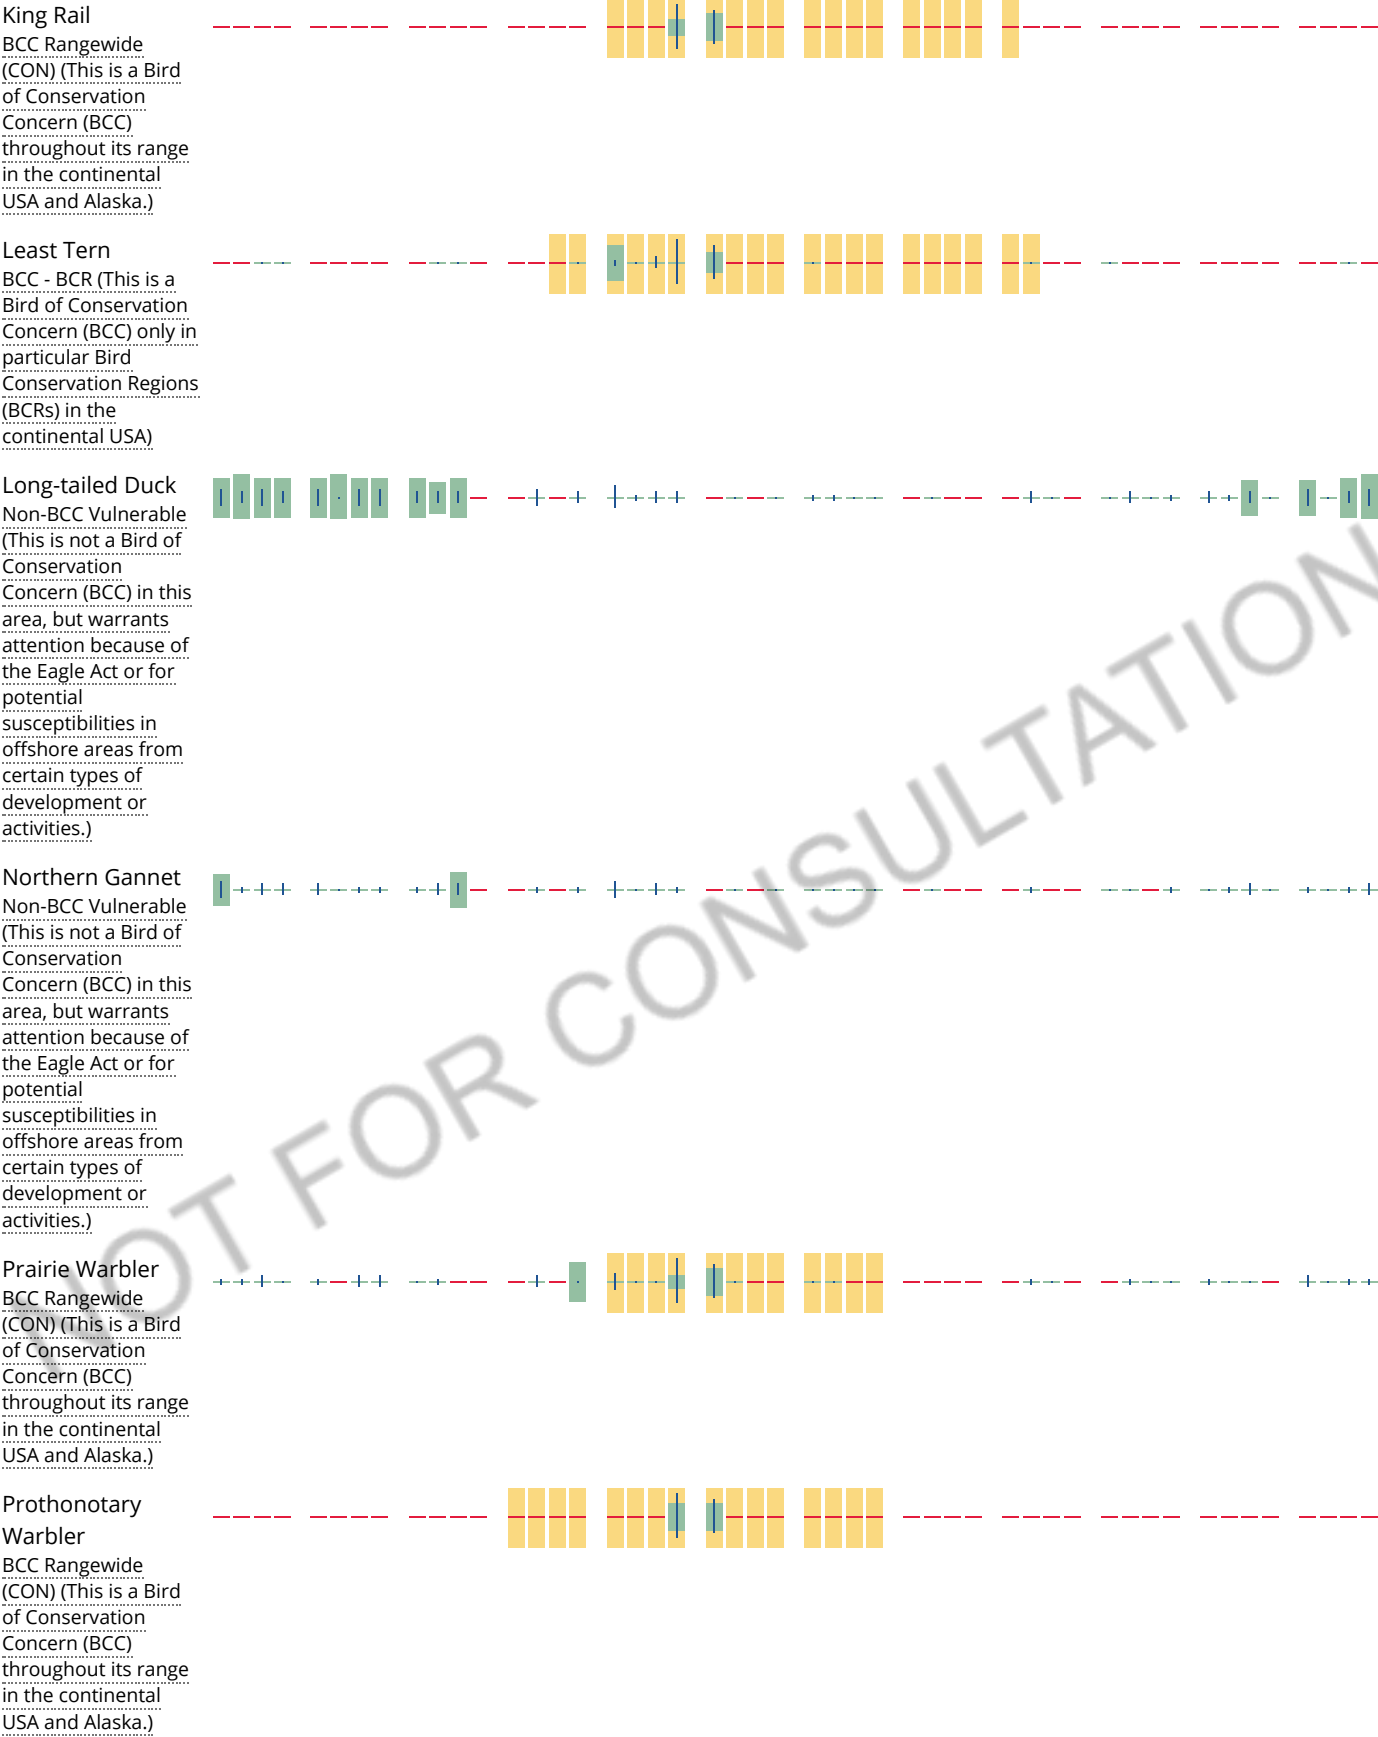 King Rail
BCC Rangewide
(CON) (This is a Bird
of Conservation
Concern (BCC)
throughout its range
in the continental
USA and Alaska.)
Least Tern
BCC - BCR (This is a
Bird of Conservation
Concern (BCC) only in
particular Bird
Conservation Regions
(BCRs) in the
continental USA)
Long-tailed Duck
Non-BCC Vulnerable
(This is not a Bird of
Conservation
Concern (BCC) in this
area, but warrants
attention because of
the Eagle Act or for
potential
susceptibilities in
offshore areas from
certain types of
development or
activities.)
Northern Gannet
Non-BCC Vulnerable
(This is not a Bird of
Conservation
Concern (BCC) in this
area, but warrants
attention because of
the Eagle Act or for
potential
susceptibilities in
offshore areas from
certain types of
development or
activities.)
Prairie Warbler
BCC Rangewide
(CON) (This is a Bird
of Conservation
Concern (BCC)
throughout its range
in the continental
USA and Alaska.)
Prothonotary
Warbler
BCC Rangewide
(CON) (This is a Bird
of Conservation
Concern (BCC)
throughout its range
in the continental
USA and Alaska.)
NOT FOR CONSULTATION